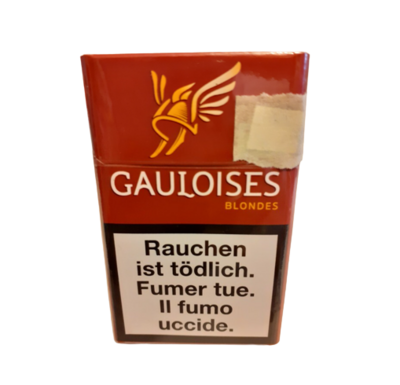 GAULOISES
BLONDES
Rauchen
ist tödlich.
Fumer tue.
Il fumo
uccide.